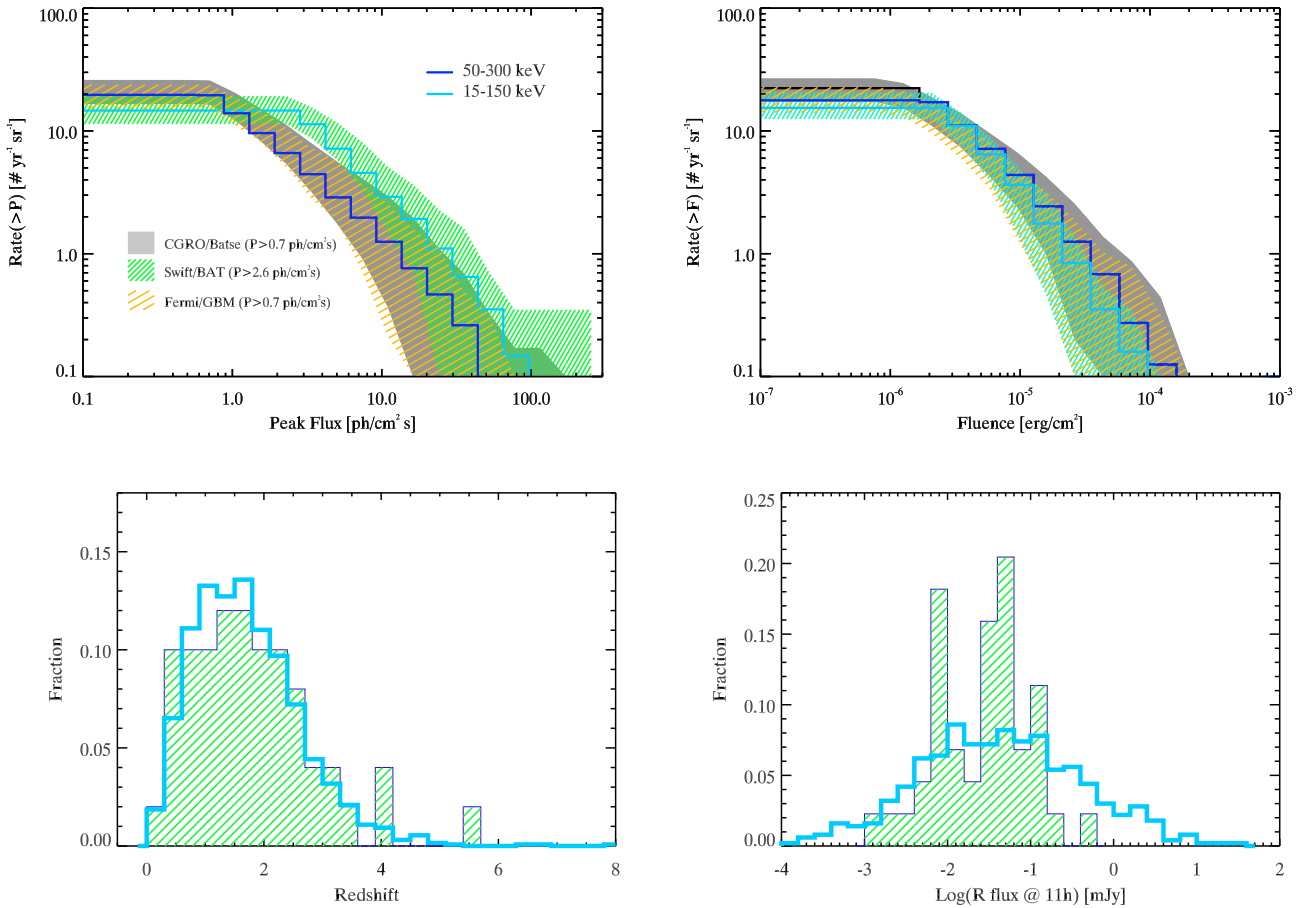 100.0
10.0
1.0
0.1
Rate(>P) [# yr⁻¹ sr⁻¹]
50-300 keV
15-150 keV
CGRO/Batse (P>0.7 ph/cm²s)
Swift/BAT (P>2.6 ph/cm²s)
Fermi/GBM (P>0.7 ph/cm²s)
0.1 1.0 10.0 100.0
Peak Flux [ph/cm² s]
100.0
10.0
1.0
0.1
Rate(>F) [# yr⁻¹ sr⁻¹]
10⁻⁷ 10⁻⁶ 10⁻⁵ 10⁻⁴ 10⁻³
Fluence [erg/cm²]
0.15
0.10
0.05
0.00
Fraction
0 2 4 6 8
Redshift
0.25
0.20
0.15
0.10
0.05
0.00
Fraction
-4 -3 -2 -1 0 1 2
Log(R flux @ 11h) [mJy]